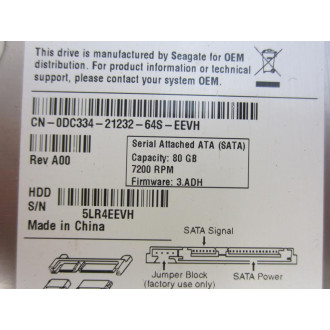 This drive is manufactured by Seagate for OEM
distribution. For product information or technical
support, please contact your system OEM.
CN-0DC334-21232-64S-EEVH
Rev A00
Serial Attached ATA (SATA)
Capacity: 80 GB
7200 RPM
Firmware: 3.ADH
HDD
S/N
5LR4EEVH
Made in China
SATA Signal
Jumper Block
(factory use only)
SATA Power